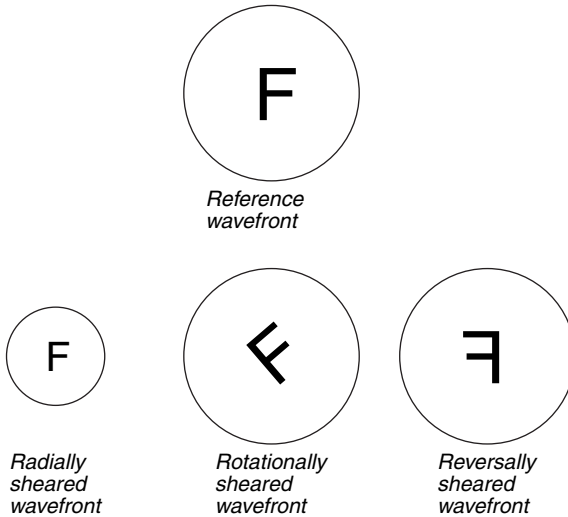 F
Reference
wavefront
F
F
F
Radially
sheared
wavefront
Rotationally
sheared
wavefront
Reversally
sheared
wavefront